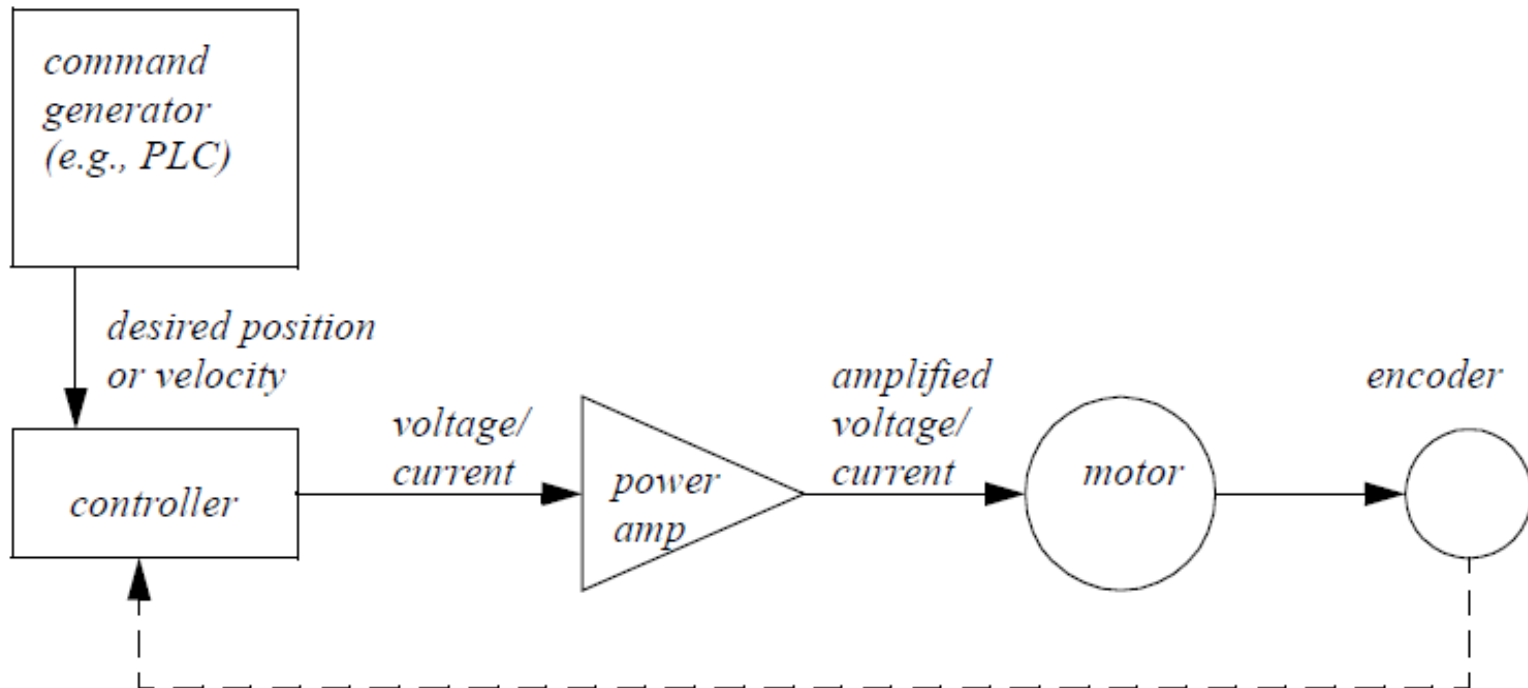 command
generator
(e.g., PLC)
desired position
or velocity
controller
voltage/
current
power
amp
amplified
voltage/
current
motor
encoder